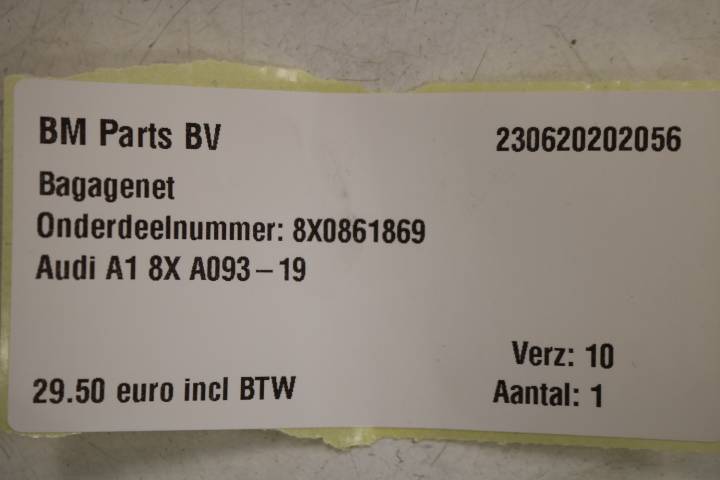 BM Parts BV
230620202056
Bagagenet
Onderdeelnummer: 8X0861869
Audi A1 8X A093 – 19
Verz: 10
29.50 euro incl BTW
Aantal: 1